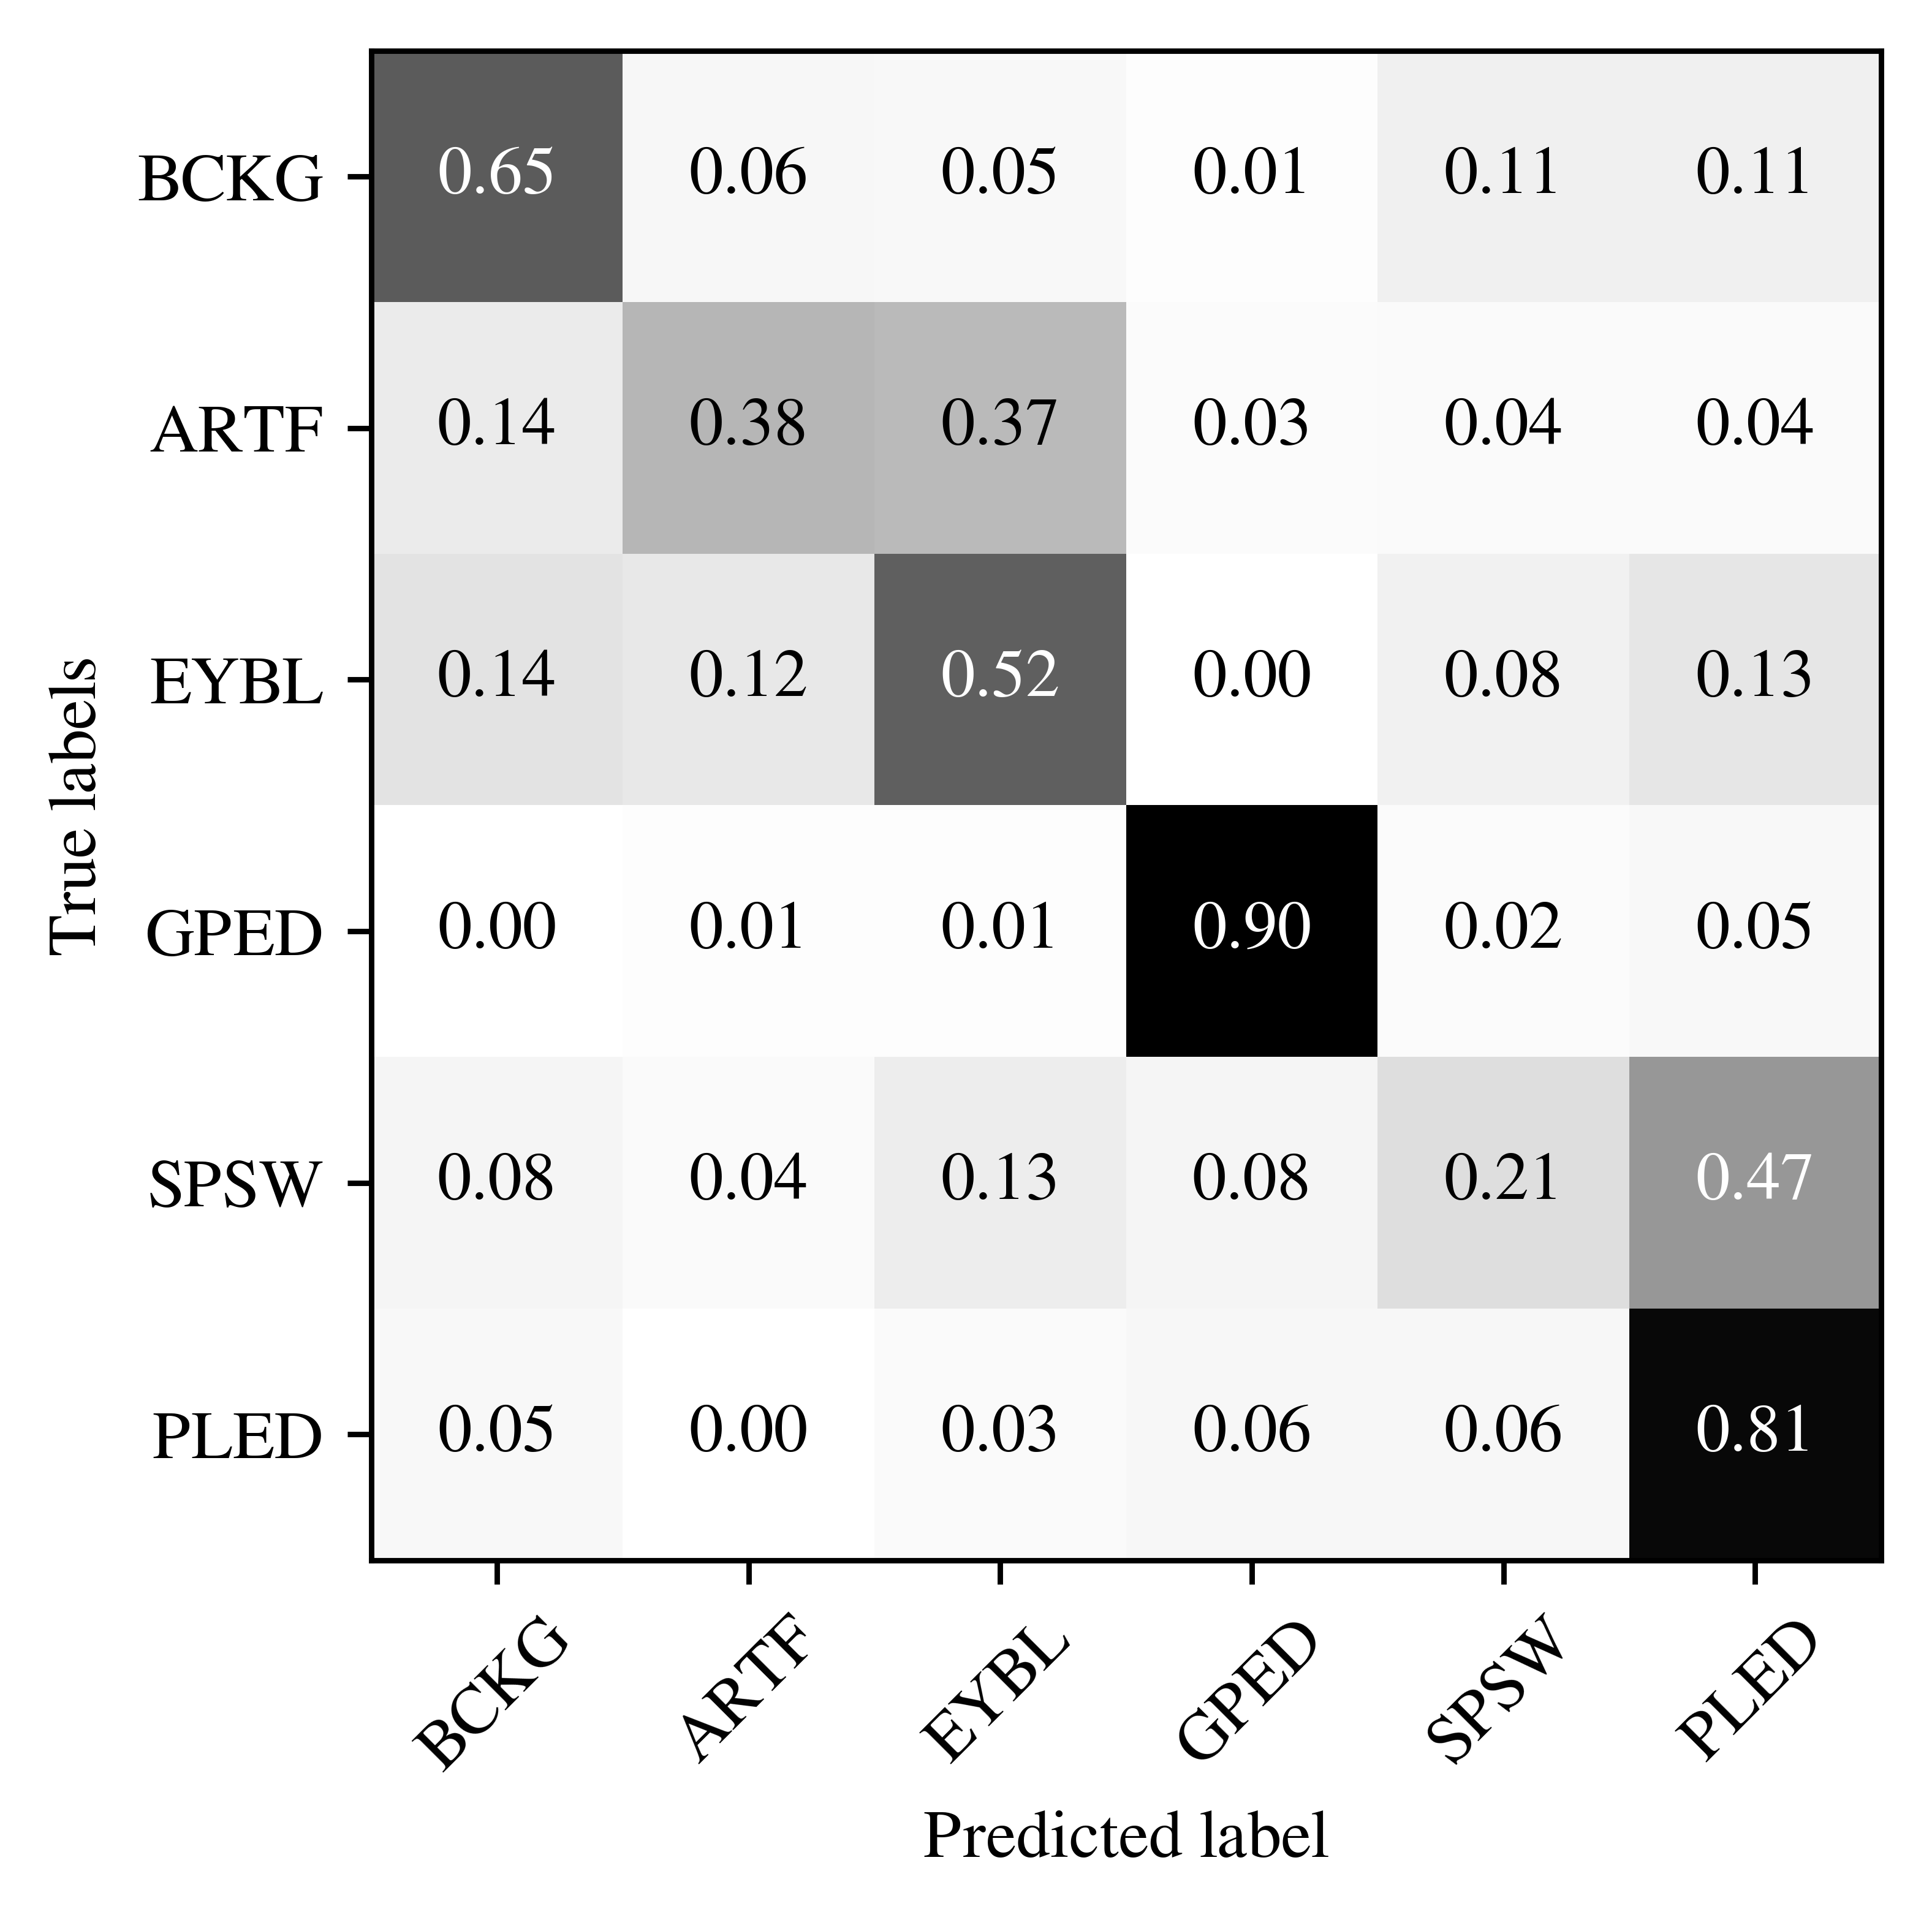 BCKG 0.65 0.06 0.05 0.01 0.11 0.11
ARTF 0.14 0.38 0.37 0.03 0.04 0.04
EYBL 0.14 0.12 0.52 0.00 0.08 0.13
GPED 0.00 0.01 0.01 0.90 0.02 0.05
SPSW 0.08 0.04 0.13 0.08 0.21 0.47
PLED 0.05 0.00 0.03 0.06 0.06 0.81
True labels
BCKG ARTF EYBL GPED SPSW PLED
Predicted label